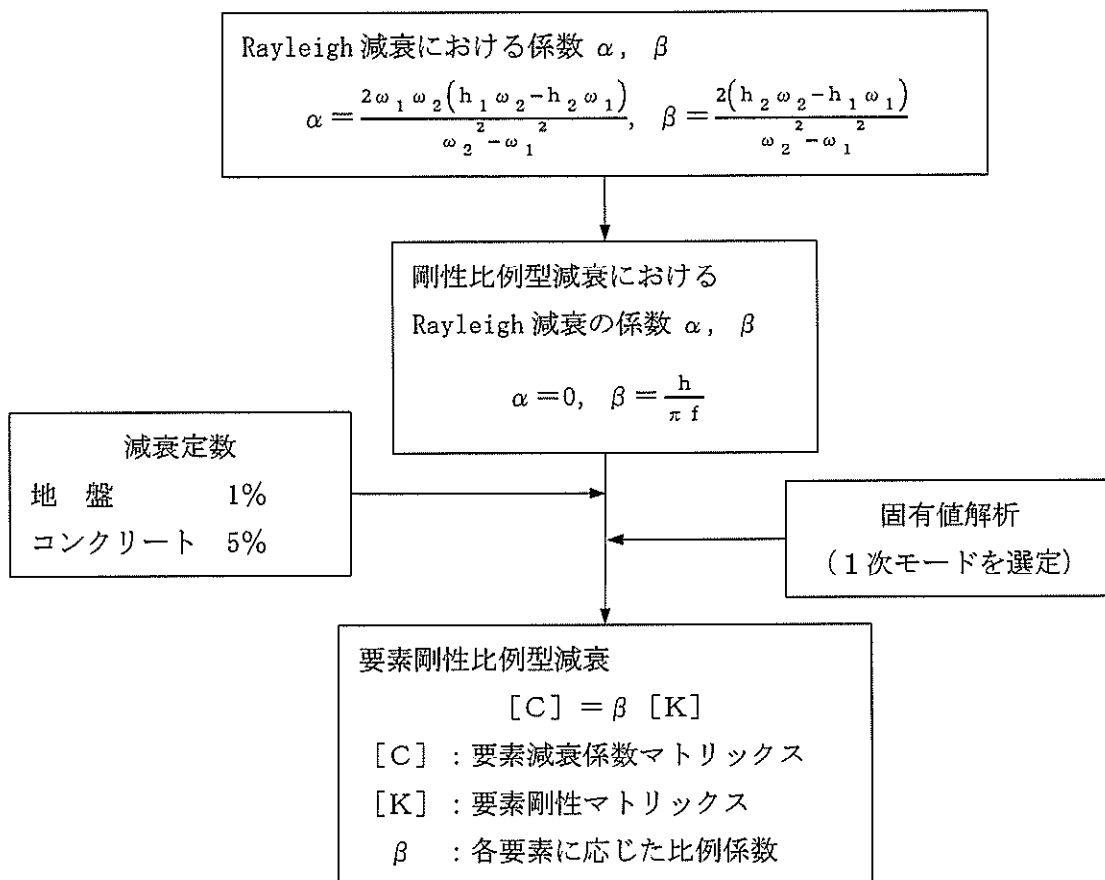 Rayleigh 減衰における係数 α, β
α=2ω₁ω₂(h₁ω₂−h₂ω₁)/ω₂²−ω₁², β=2(h₂ω₂−h₁ω₁)/ω₂²−ω₁²
剛性比例型減衰における
Rayleigh 減衰の係数 α, β
α=0, β=h/πf
減衰定数
地 盤 1%
コンクリート 5%
固有値解析
(1次モードを選定)
要素剛性比例型減衰
[C]=β [K]
[C] :要素減衰係数マトリックス
[K] :要素剛性マトリックス
β :各要素に応じた比例係数